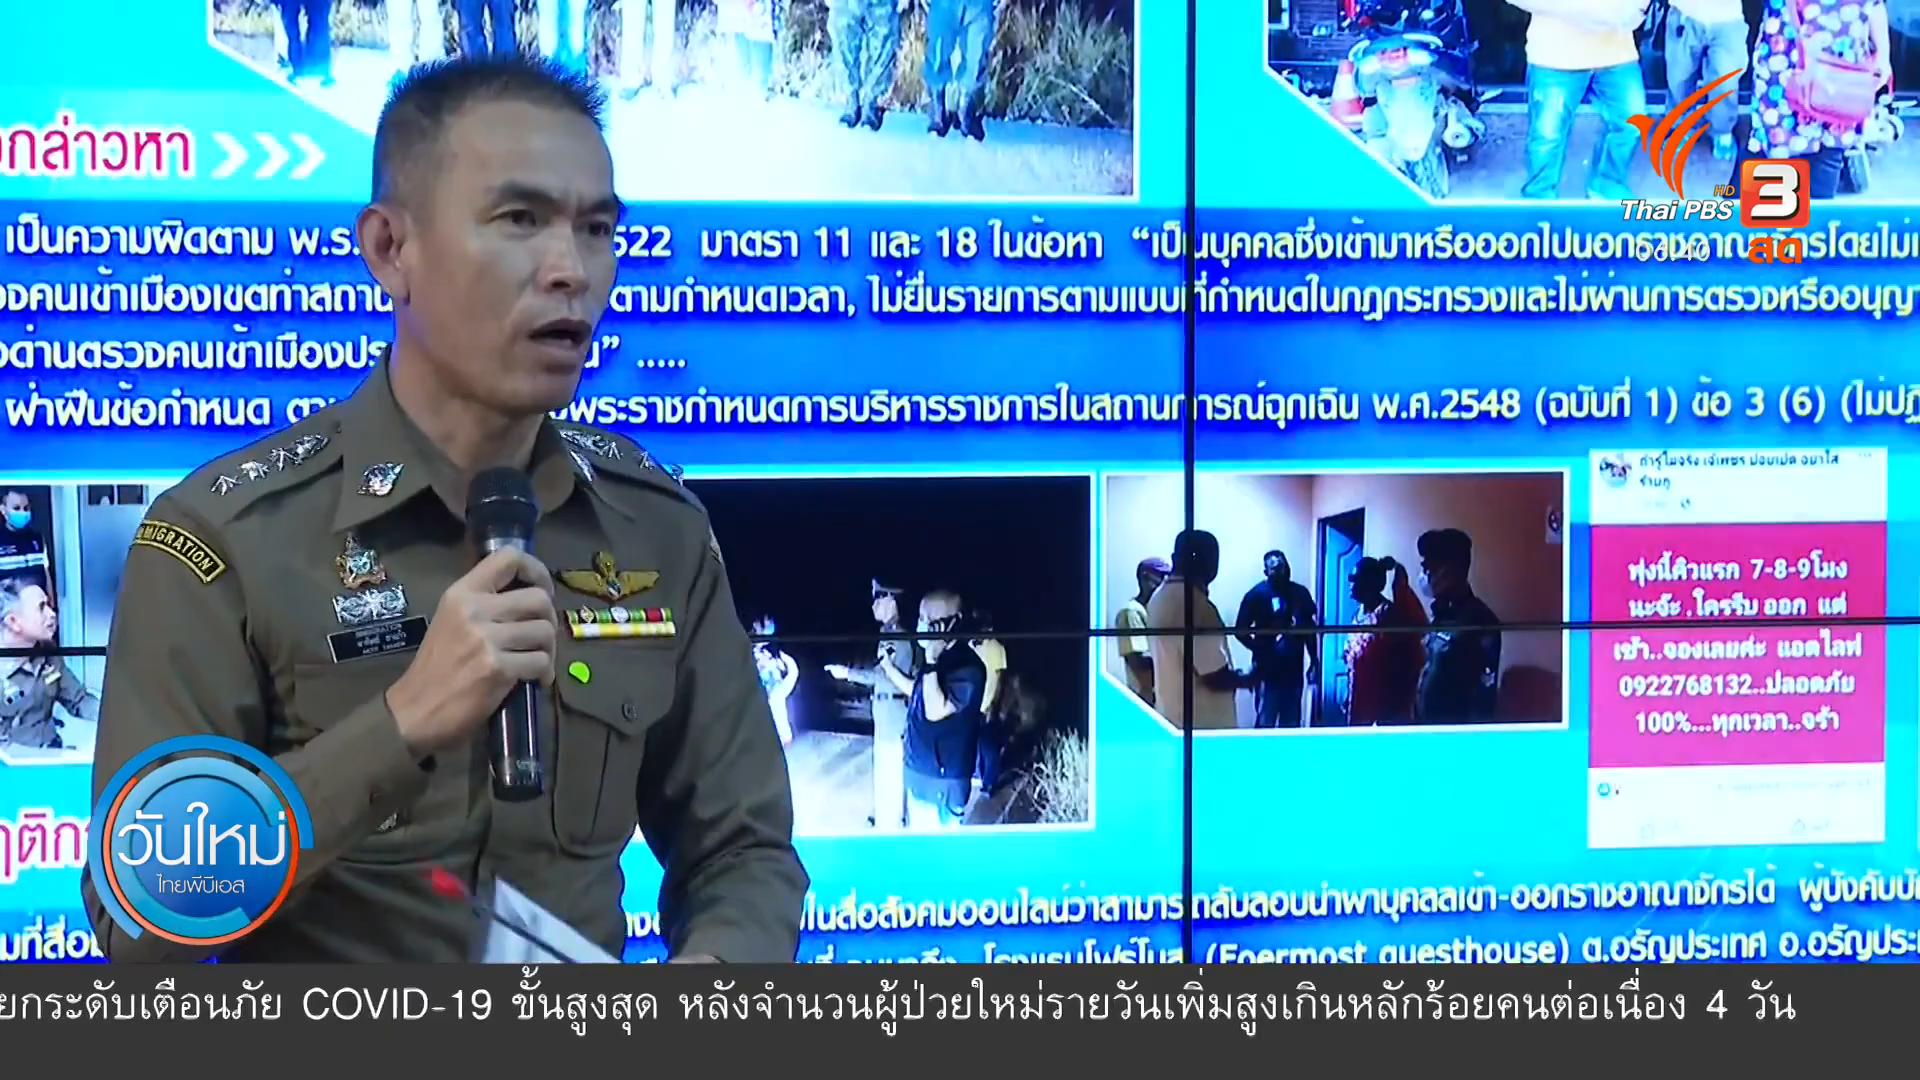 กล่าวหา
HD
Thai PBS
3
06:40
สด
เป็นความผิดตาม พ.ร. 522 มาตรา 11 และ 18 ในข้อหา “เป็นบุคคลซึ่งเข้ามาหรือออกไปนอกราชอาณาจักรโดยไม่
คนเข้าเมืองเขตท่าสถาน ตามกำหนดเวลา, ไม่ยื่นรายการตามแบบที่กำหนดในกฎกระทรวงและไม่ผ่านการตรวจหรืออนุญา
ด่านตรวจคนเข้าเมืองประ ” .....
ฝ่าฝืนข้อกำหนด ตาม พระราชกำหนดการบริหารราชการในสถานการณ์ฉุกเฉิน พ.ศ.2548 (ฉบับที่ 1) ข้อ 3 (6) (ไม่ปฏิ
พุ่งนี้คิวแรก 7-8-9โมง
นะจ๊ะ .ใครรีบ ออก แต่
เช้า..จองเลยค่ะ แอดไลฟ
0922768132..ปลอดภัย
100%...ทุกเวลา..จร้า
IMMIGRATION
วันใหม่
ไทยพีบีเอส
ในสื่อสังคมออนไลน์ว่าสามารถลับลอบนำพาบุคคลเข้า-ออกราชอาณาจักรได้ ผู้บังคับบั
(Foermost guesthouse) ต.อรัญประเทศ อ.อรัญประเ
ยกระดับเตือนภัย COVID-19 ขั้นสูงสุด หลังจำนวนผู้ป่วยใหม่รายวันเพิ่มสูงเกินหลักร้อยคนต่อเนื่อง 4 วัน